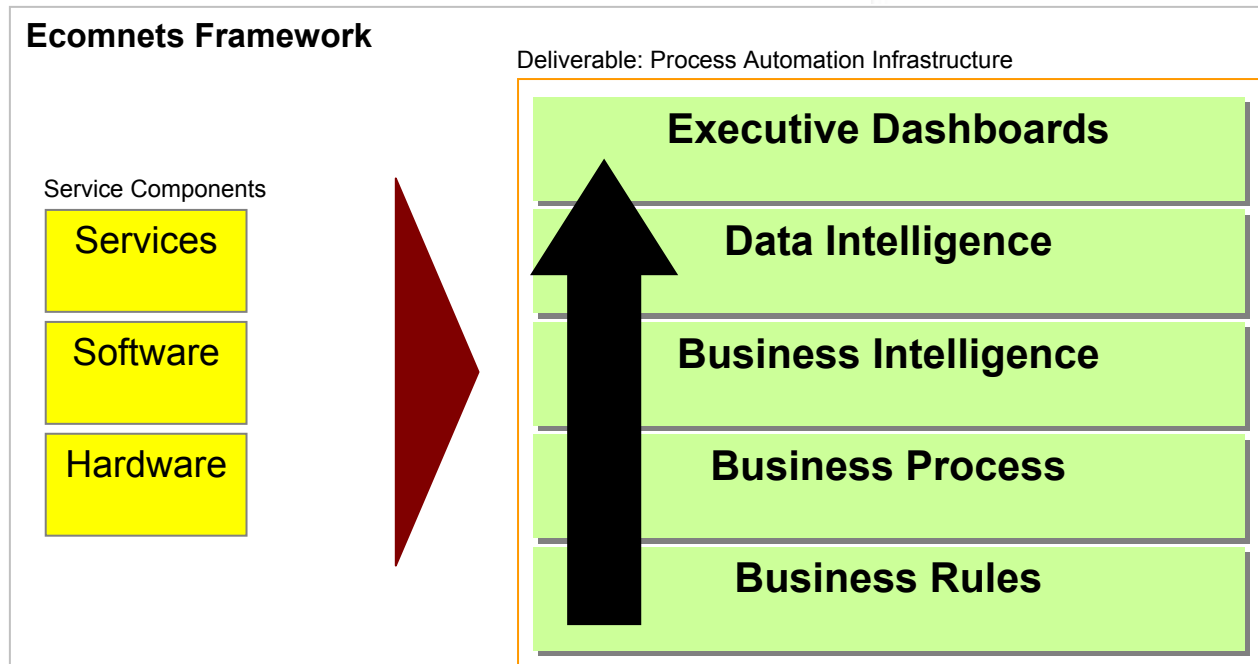 Ecomnets Framework
Deliverable: Process Automation Infrastructure
Service Components
Services
Software
Hardware
Executive Dashboards
Data Intelligence
Business Intelligence
Business Process
Business Rules